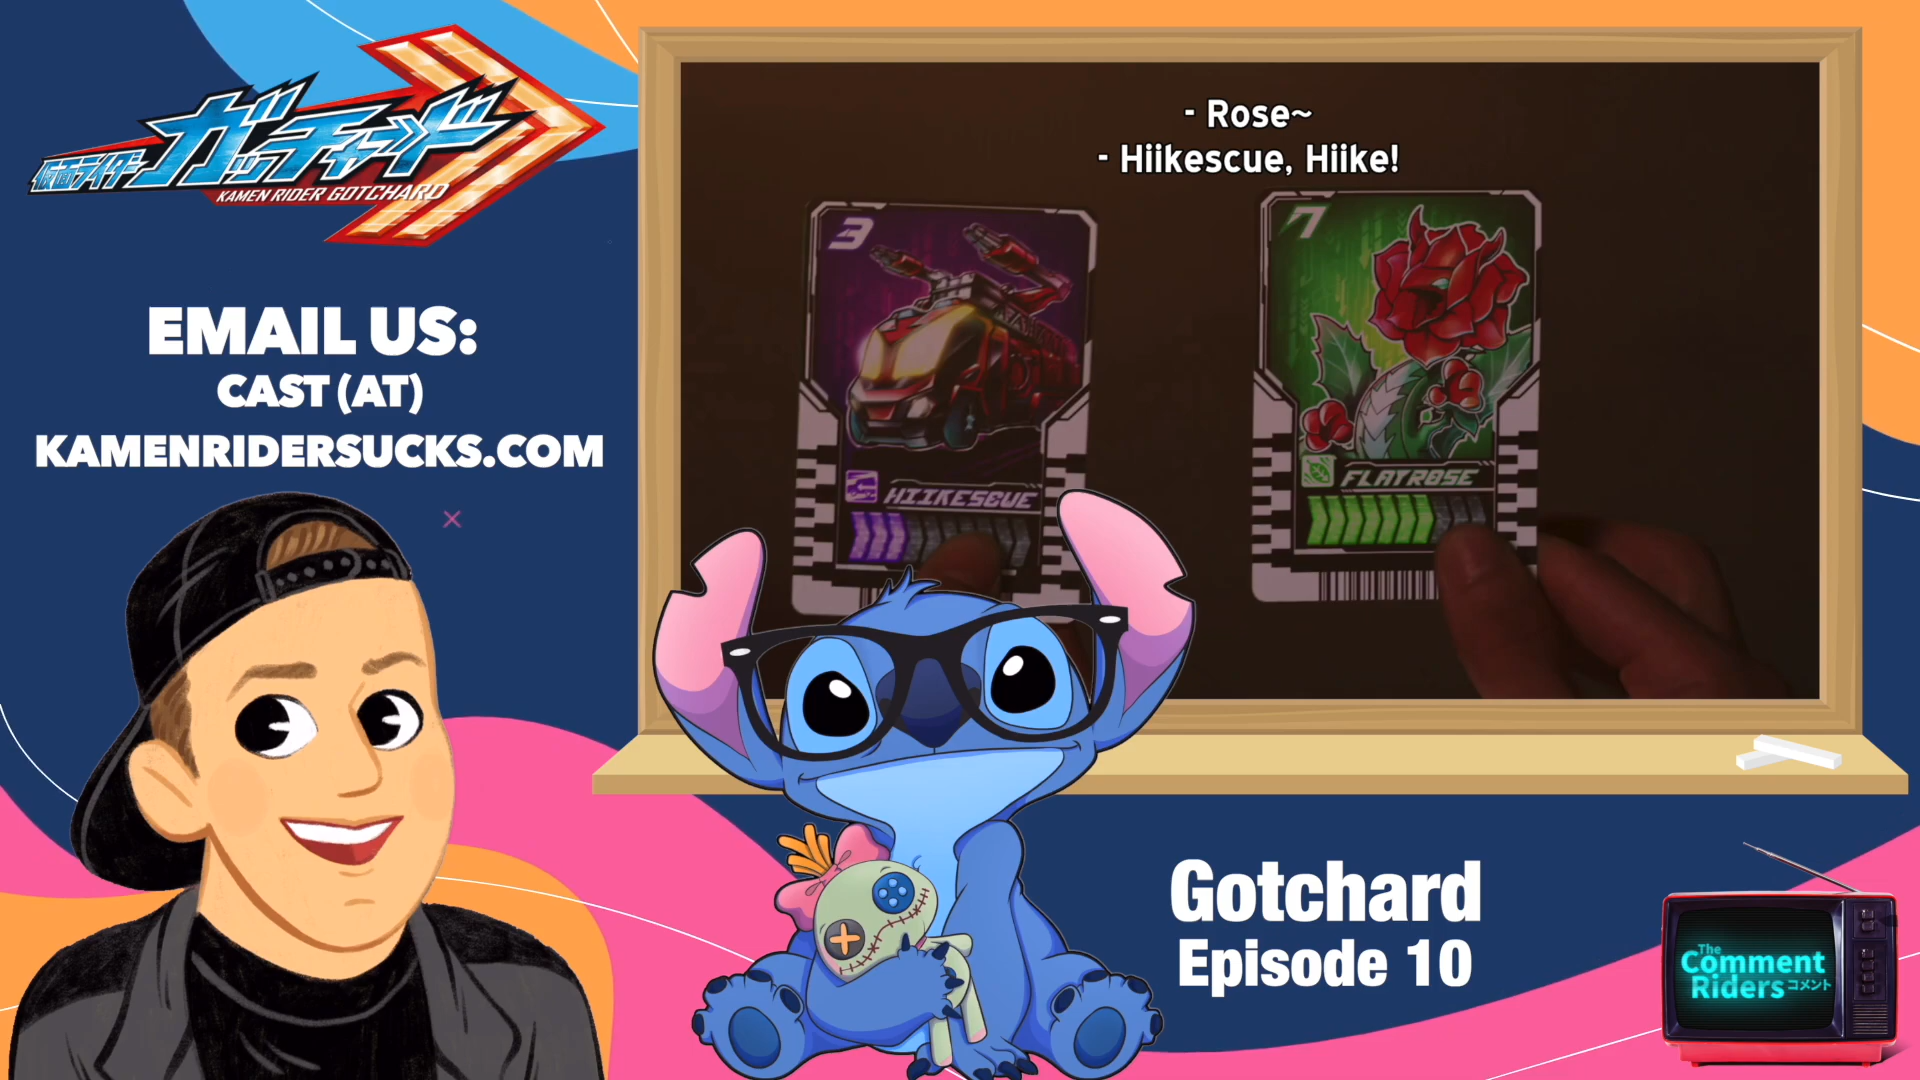 仮面ライダー
ガッチャード
KAMEN RIDER GOTCHARD
EMAIL US:
CAST (AT)
KAMENRIDERSUCKS.COM
- Rose~
- Hiikescue, Hiike!
3
HIIKESCUE
7
FLATROSE
Gotchard
Episode 10
The
Comment
Riders コメント